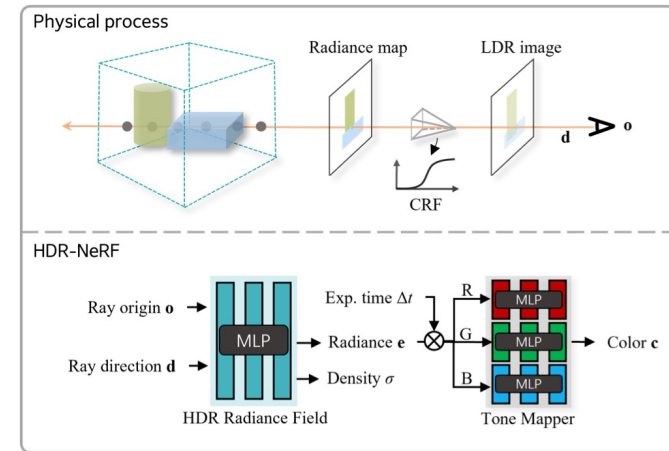 Physical process
Radiance map
LDR image
d
o
CRF
HDR-NeRF
Ray origin o
Ray direction d
MLP
HDR Radiance Field
Exp. time Δt
Radiance e
Density σ
R
G
B
MLP
MLP
MLP
Tone Mapper
Color c